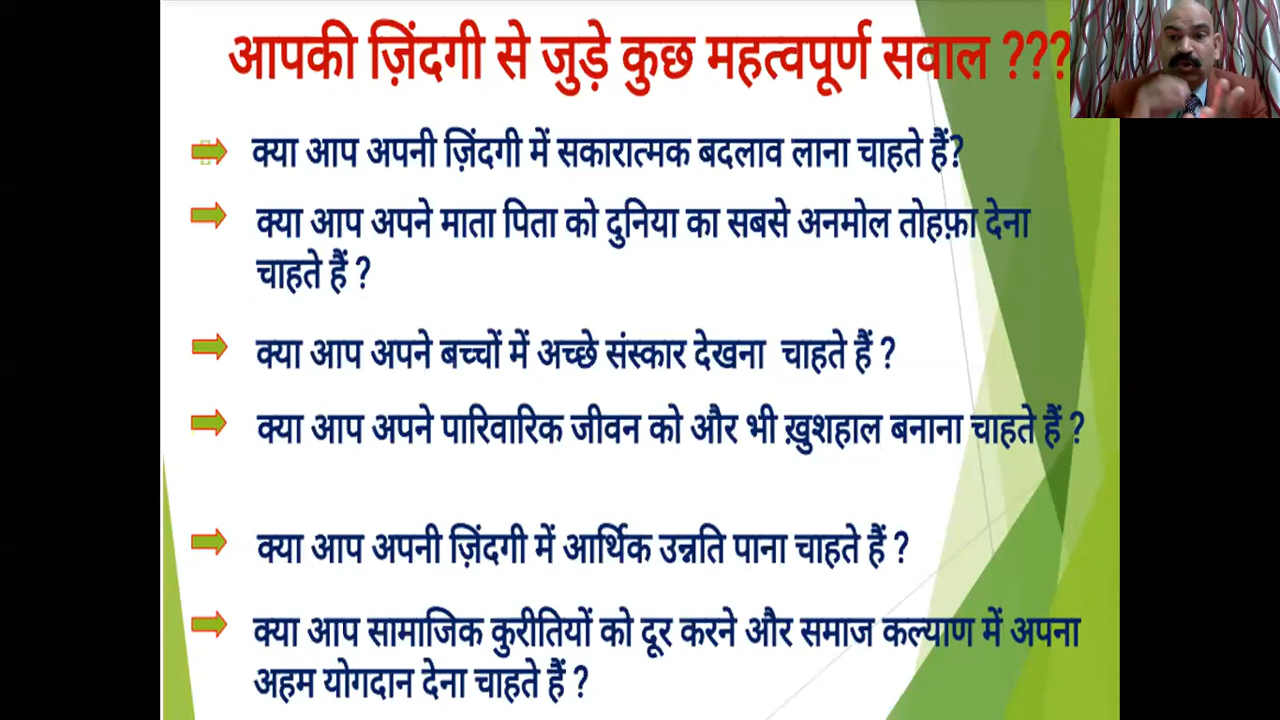 आपकी ज़िंदगी से जुड़े कुछ महत्वपूर्ण सवाल ???
क्या आप अपनी ज़िंदगी में सकारात्मक बदलाव लाना चाहते हैं?
क्या आप अपने माता पिता को दुनिया का सबसे अनमोल तोहफ़ा देना
चाहते हैं ?
क्या आप अपने बच्चों में अच्छे संस्कार देखना चाहते हैं ?
क्या आप अपने पारिवारिक जीवन को और भी ख़ुशहाल बनाना चाहते हैं ?
क्या आप अपनी ज़िंदगी में आर्थिक उन्नति पाना चाहते हैं ?
क्या आप सामाजिक कुरीतियों को दूर करने और समाज कल्याण में अपना
अहम योगदान देना चाहते हैं ?